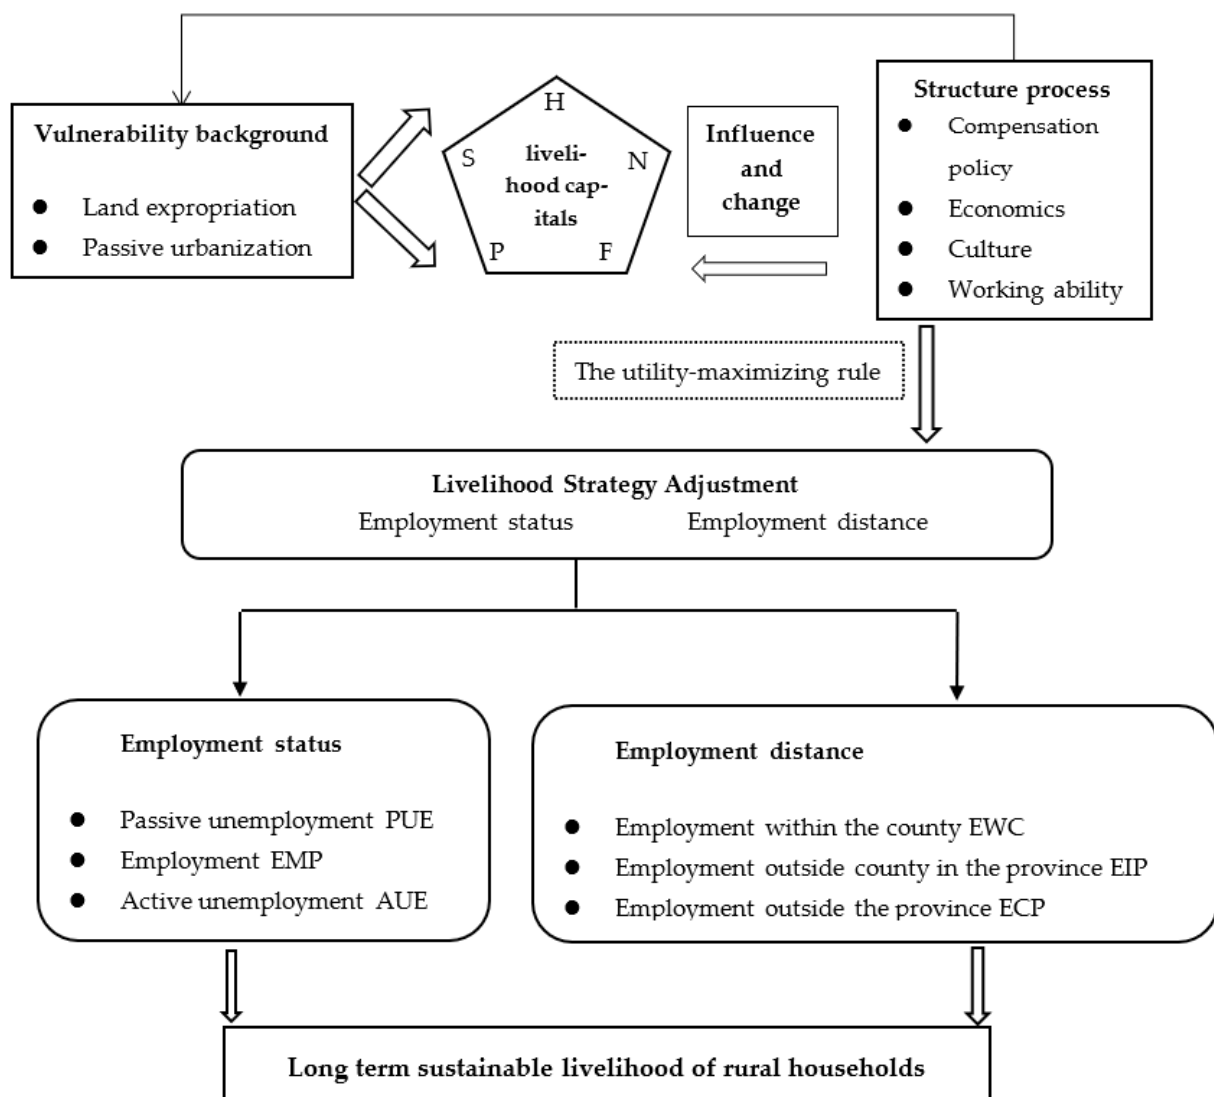 Vulnerability background
● Land expropriation
● Passive urbanization
H
S
N
P
F
liveli-
hood cap-
itals
Influence
and
change
Structure process
● Compensation
policy
● Economics
● Culture
● Working ability
The utility-maximizing rule
Livelihood Strategy Adjustment
Employment status Employment distance
Employment status
● Passive unemployment PUE
● Employment EMP
● Active unemployment AUE
Employment distance
● Employment within the county EWC
● Employment outside county in the province EIP
● Employment outside the province ECP
Long term sustainable livelihood of rural households